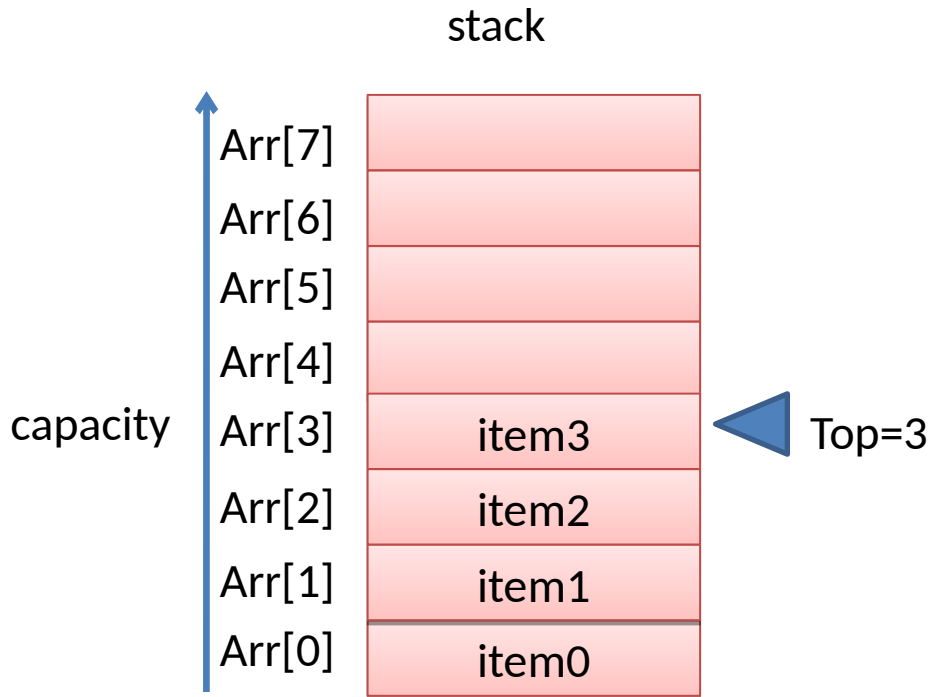 stack
Arr[7]
Arr[6]
Arr[5]
Arr[4]
capacity
Arr[3]
item3
Top=3
Arr[2]
item2
Arr[1]
item1
Arr[0]
item0